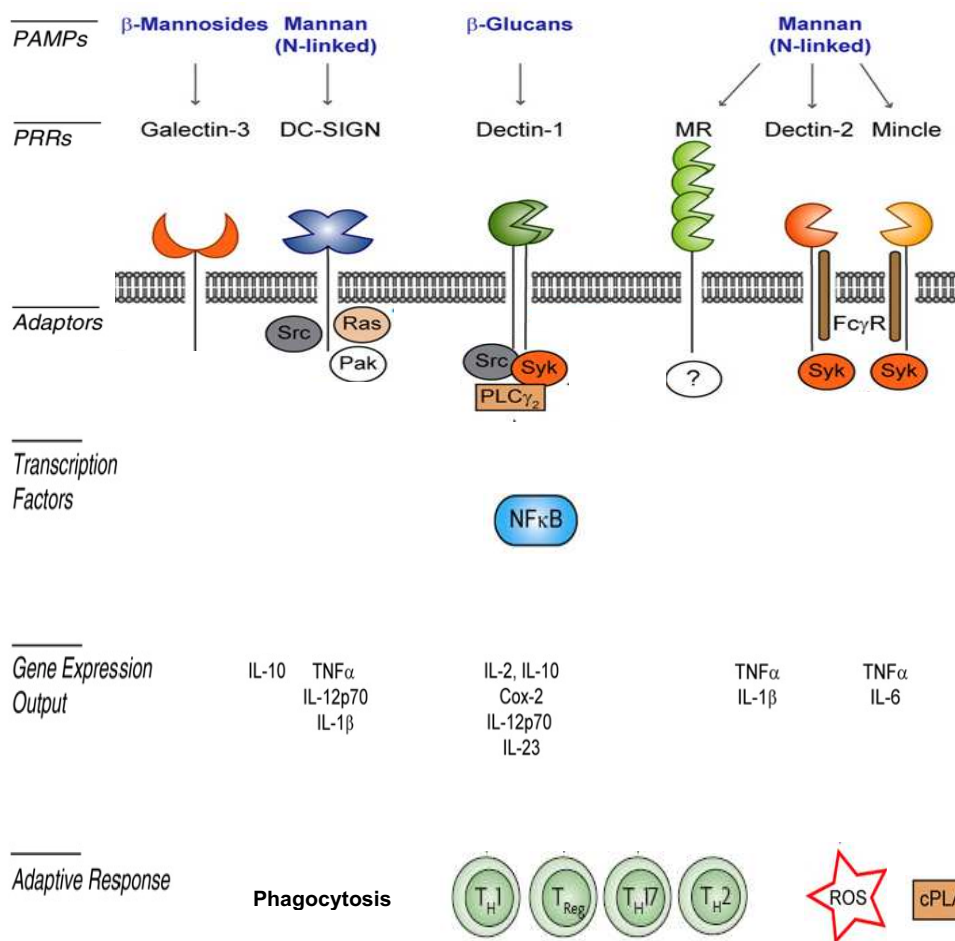 PAMPs
β-Mannosides
Mannan
(N-linked)
β-Glucans
Mannan
(N-linked)
PRRs
Galectin-3
DC-SIGN
Dectin-1
MR
Dectin-2
Mincle
Adaptors
Src
Ras
Pak
Src
Syk
PLCγ2
?
FcγR
Syk
Syk
Transcription
Factors
NFκB
Gene Expression
Output
IL-10
TNFα
IL-12p70
IL-1β
IL-2, IL-10
Cox-2
IL-12p70
IL-23
TNFα
IL-1β
TNFα
IL-6
Adaptive Response
Phagocytosis
TH1
TReg
TH17
TH2
ROS
cPLA